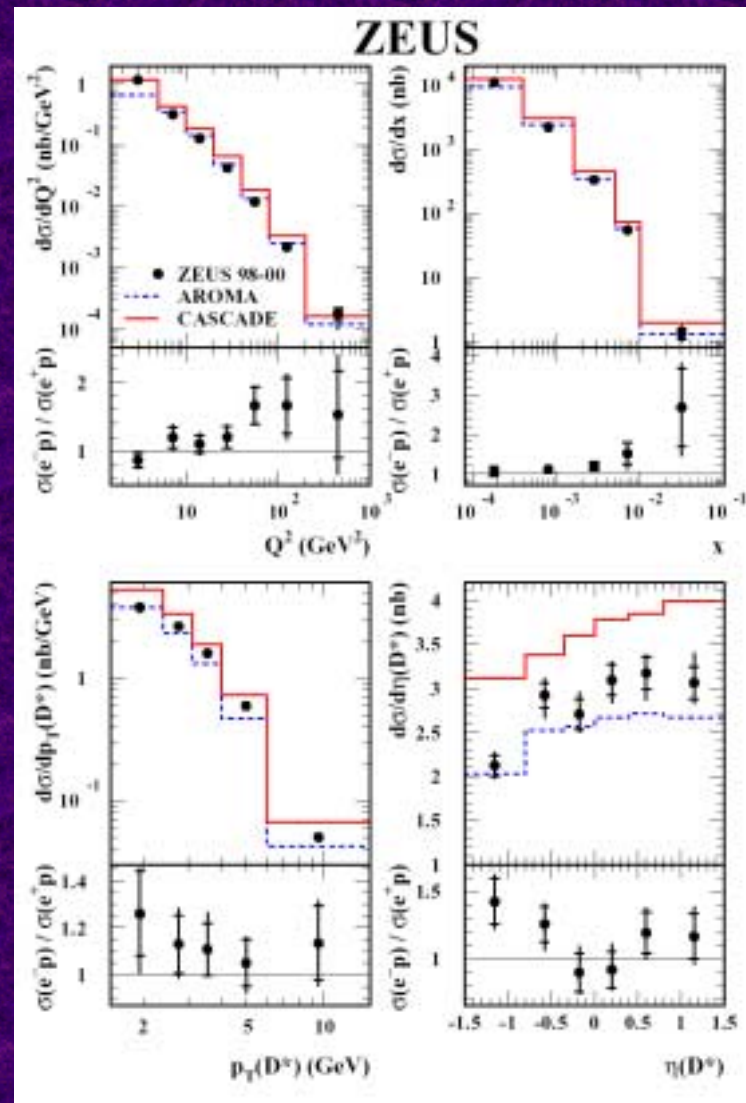 ZEUS
dσ/dQ² (nb/GeV²)
1
10⁻¹
10⁻²
10⁻³
10⁻⁴
ZEUS 98-00
AROMA
CASCADE
σ(e⁻p) / σ(e⁺p)
2
1
10
10²
10³
Q² (GeV²)
dσ/dx (nb)
10⁴
10³
10²
10
1
σ(e⁻p) / σ(e⁺p)
4
3
2
1
10⁻⁴
10⁻³
10⁻²
10⁻¹
x
dσ/dp_T(D*) (nb/GeV)
1
10⁻¹
σ(e⁻p) / σ(e⁺p)
1.4
1.2
1
2
5
10
p_T(D*) (GeV)
dσ/dη(D*) (nb)
4
3.5
3
2.5
2
1.5
1
σ(e⁻p) / σ(e⁺p)
1.5
1
-1.5
-1
-0.5
0
0.5
1
1.5
η(D*)